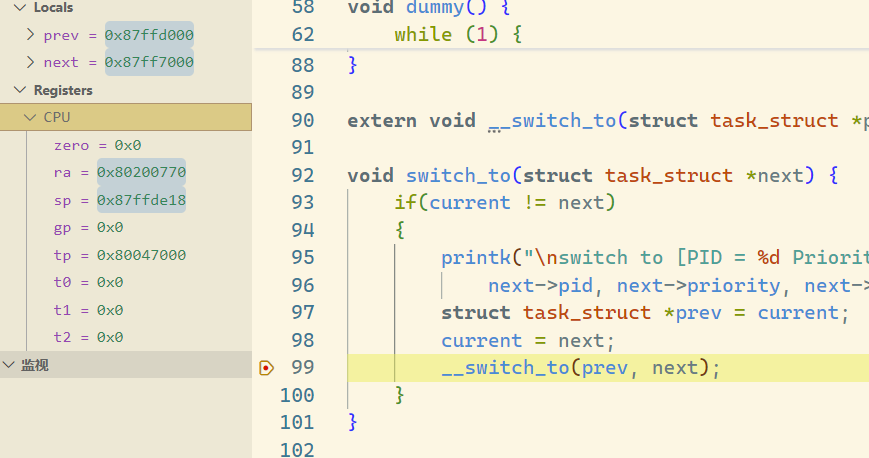 Locals
prev = 0x87ffd000
next = 0x87ff7000
Registers
CPU
zero = 0x0
ra = 0x80200770
sp = 0x87ffde18
gp = 0x0
tp = 0x80047000
t0 = 0x0
t1 = 0x0
t2 = 0x0
监视
58 void dummy() {
62 while (1) {
88 }
89
90 extern void __switch_to(struct task_struct *p
91
92 void switch_to(struct task_struct *next) {
93 if(current != next)
94 {
95 printk("\nswitch to [PID = %d Priorit
96 next->pid, next->priority, next->
97 struct task_struct *prev = current;
98 current = next;
99 __switch_to(prev, next);
100 }
101 }
102